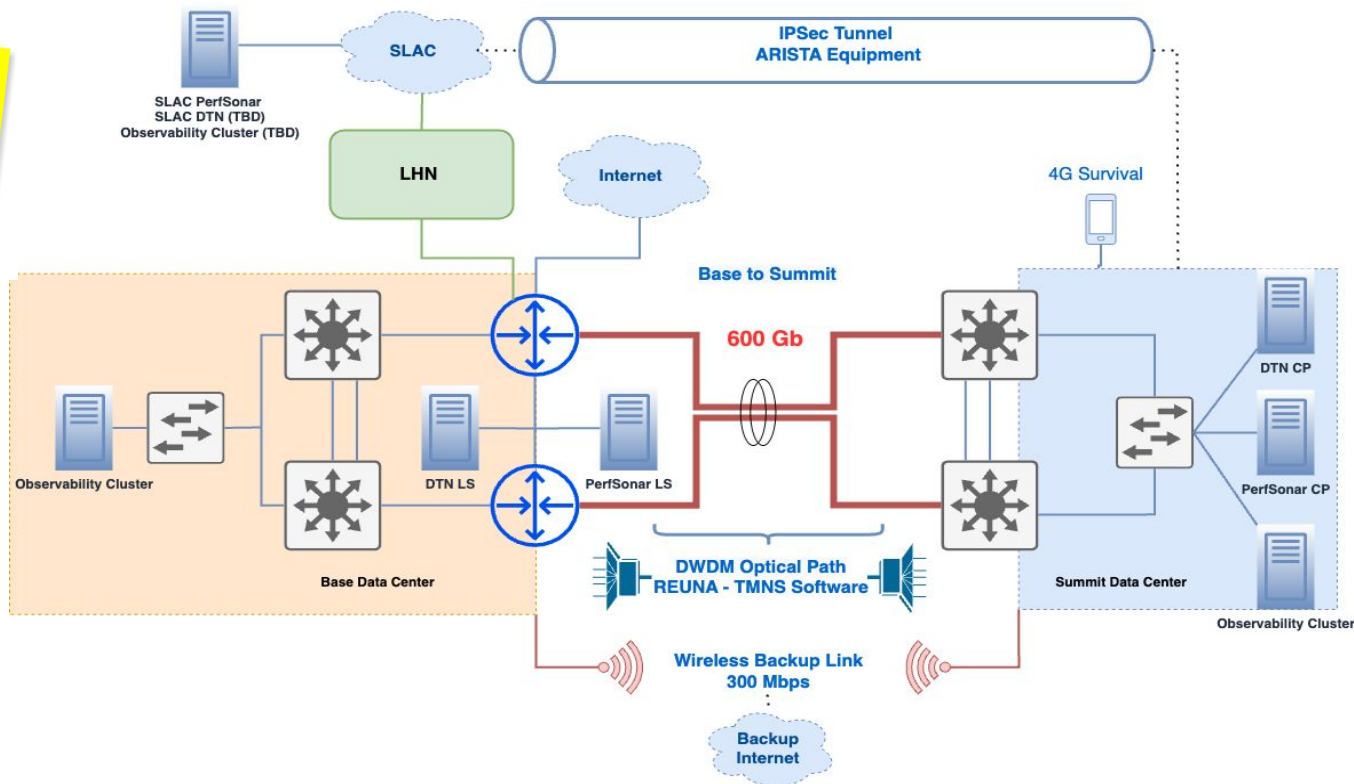 IPSec Tunnel
ARISTA Equipment
SLAC
SLAC PerfSonar
SLAC DTN (TBD)
Observability Cluster (TBD)
LHN
Internet
4G Survival
Base to Summit
600 Gb
DTN CP
Observability Cluster
DTN LS
PerfSonar LS
PerfSonar CP
DWDM Optical Path
REUNA - TMNS Software
Base Data Center
Summit Data Center
Observability Cluster
Wireless Backup Link
300 Mbps
Backup
Internet